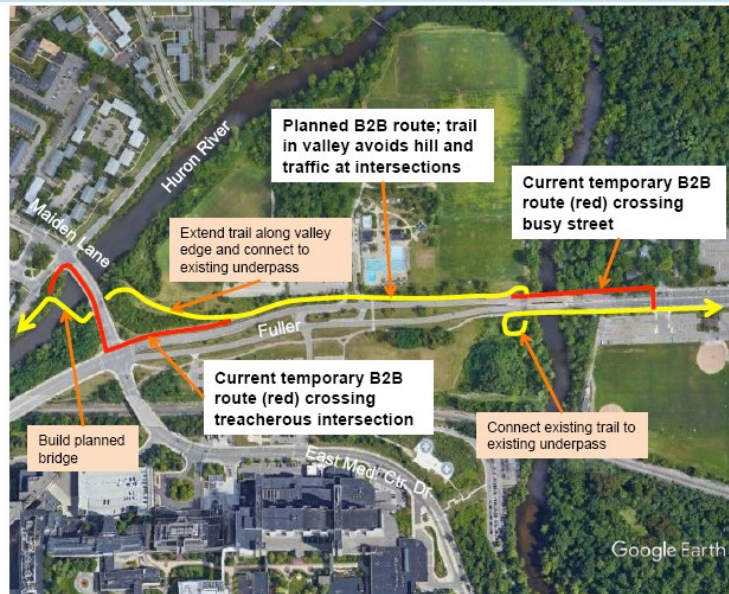 Planned B2B route; trail
in valley avoids hill and
traffic at intersections
Huron River
Current temporary B2B
route (red) crossing
busy street
Maiden Lane
Extend trail along valley
edge and connect to
existing underpass
Fuller
Current temporary B2B
route (red) crossing
treacherous intersection
Build planned
bridge
Connect existing trail to
existing underpass
East Med. Ctr. Dr.
Google Earth